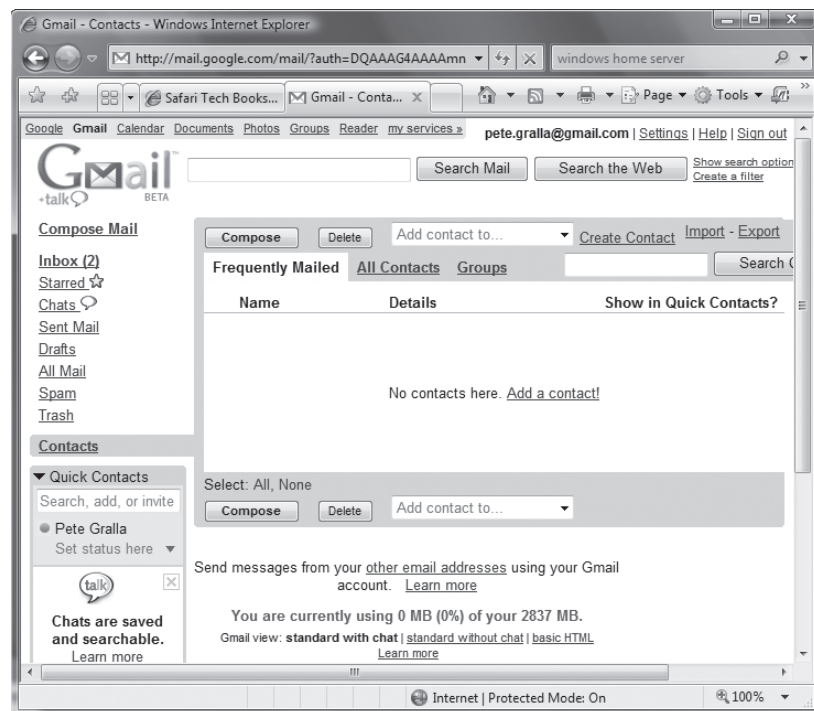 Gmail - Contacts - Windows Internet Explorer
http://mail.google.com/mail/?auth=DQAAAG4AAAAmn
windows home server
Safari Tech Books...
Gmail - Conta...
Page
Tools
Google Gmail Calendar Documents Photos Groups Reader my services »
pete.gralla@gmail.com | Settings | Help | Sign out
Gmail™
+talk BETA
Search Mail
Search the Web
Show search option
Create a filter
Compose Mail
Compose
Delete
Add contact to...
Create Contact
Import - Export
Inbox (2)
Frequently Mailed
All Contacts
Groups
Search C
Starred
Name
Details
Show in Quick Contacts?
Chats
Sent Mail
Drafts
All Mail
Spam
No contacts here. Add a contact!
Trash
Contacts
Quick Contacts
Select: All, None
Search, add, or invite
Compose
Delete
Add contact to...
Pete Gralla
Set status here
talk
Chats are saved
and searchable.
Learn more
Send messages from your other email addresses using your Gmail
account. Learn more
You are currently using 0 MB (0%) of your 2837 MB.
Gmail view: standard with chat | standard without chat | basic HTML
Learn more
Internet | Protected Mode: On
100%